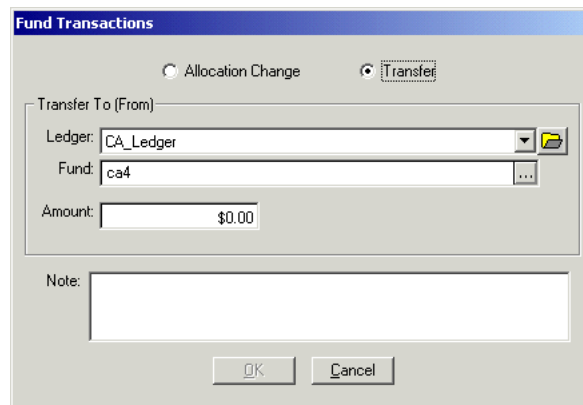 Fund Transactions
Allocation Change Transfer
Transfer To (From)
Ledger: CA_Ledger
Fund: ca4 ...
Amount: $0.00
Note:
OK Cancel